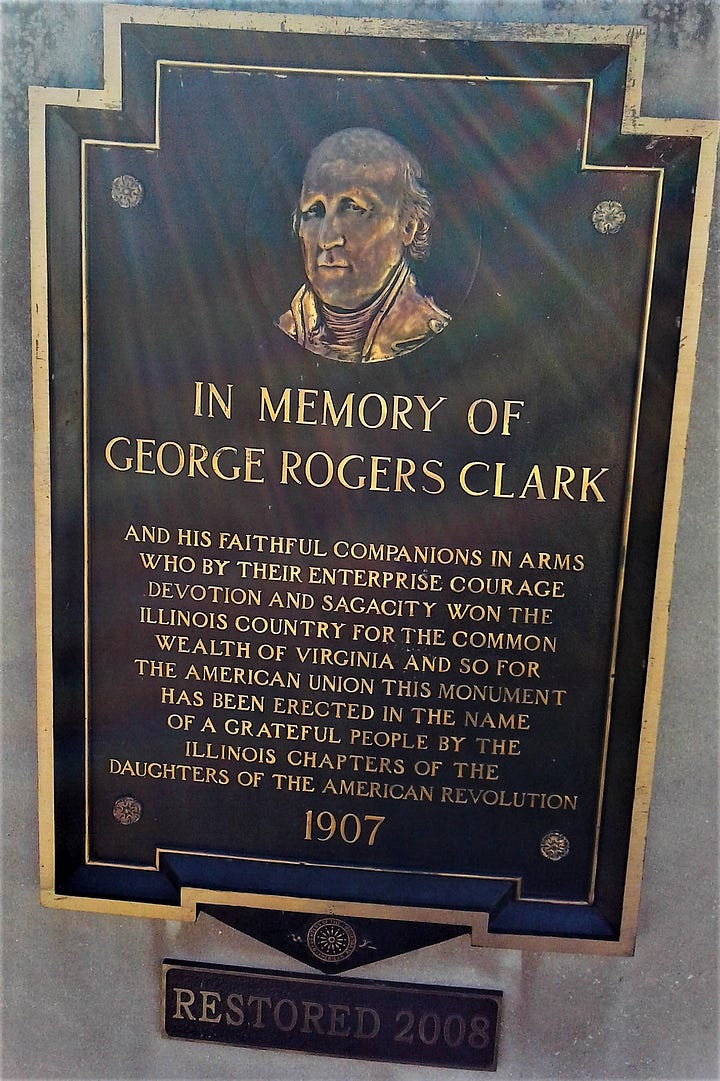 IN MEMORY OF
GEORGE ROGERS CLARK
AND HIS FAITHFUL COMPANIONS IN ARMS
WHO BY THEIR ENTERPRISE COURAGE
DEVOTION AND SAGACITY WON THE
ILLINOIS COUNTRY FOR THE COMMON
WEALTH OF VIRGINIA AND SO FOR
THE AMERICAN UNION THIS MONUMENT
HAS BEEN ERECTED IN THE NAME
OF A GRATEFUL PEOPLE BY THE
ILLINOIS CHAPTERS OF THE
DAUGHTERS OF THE AMERICAN REVOLUTION
1907
RESTORED 2008